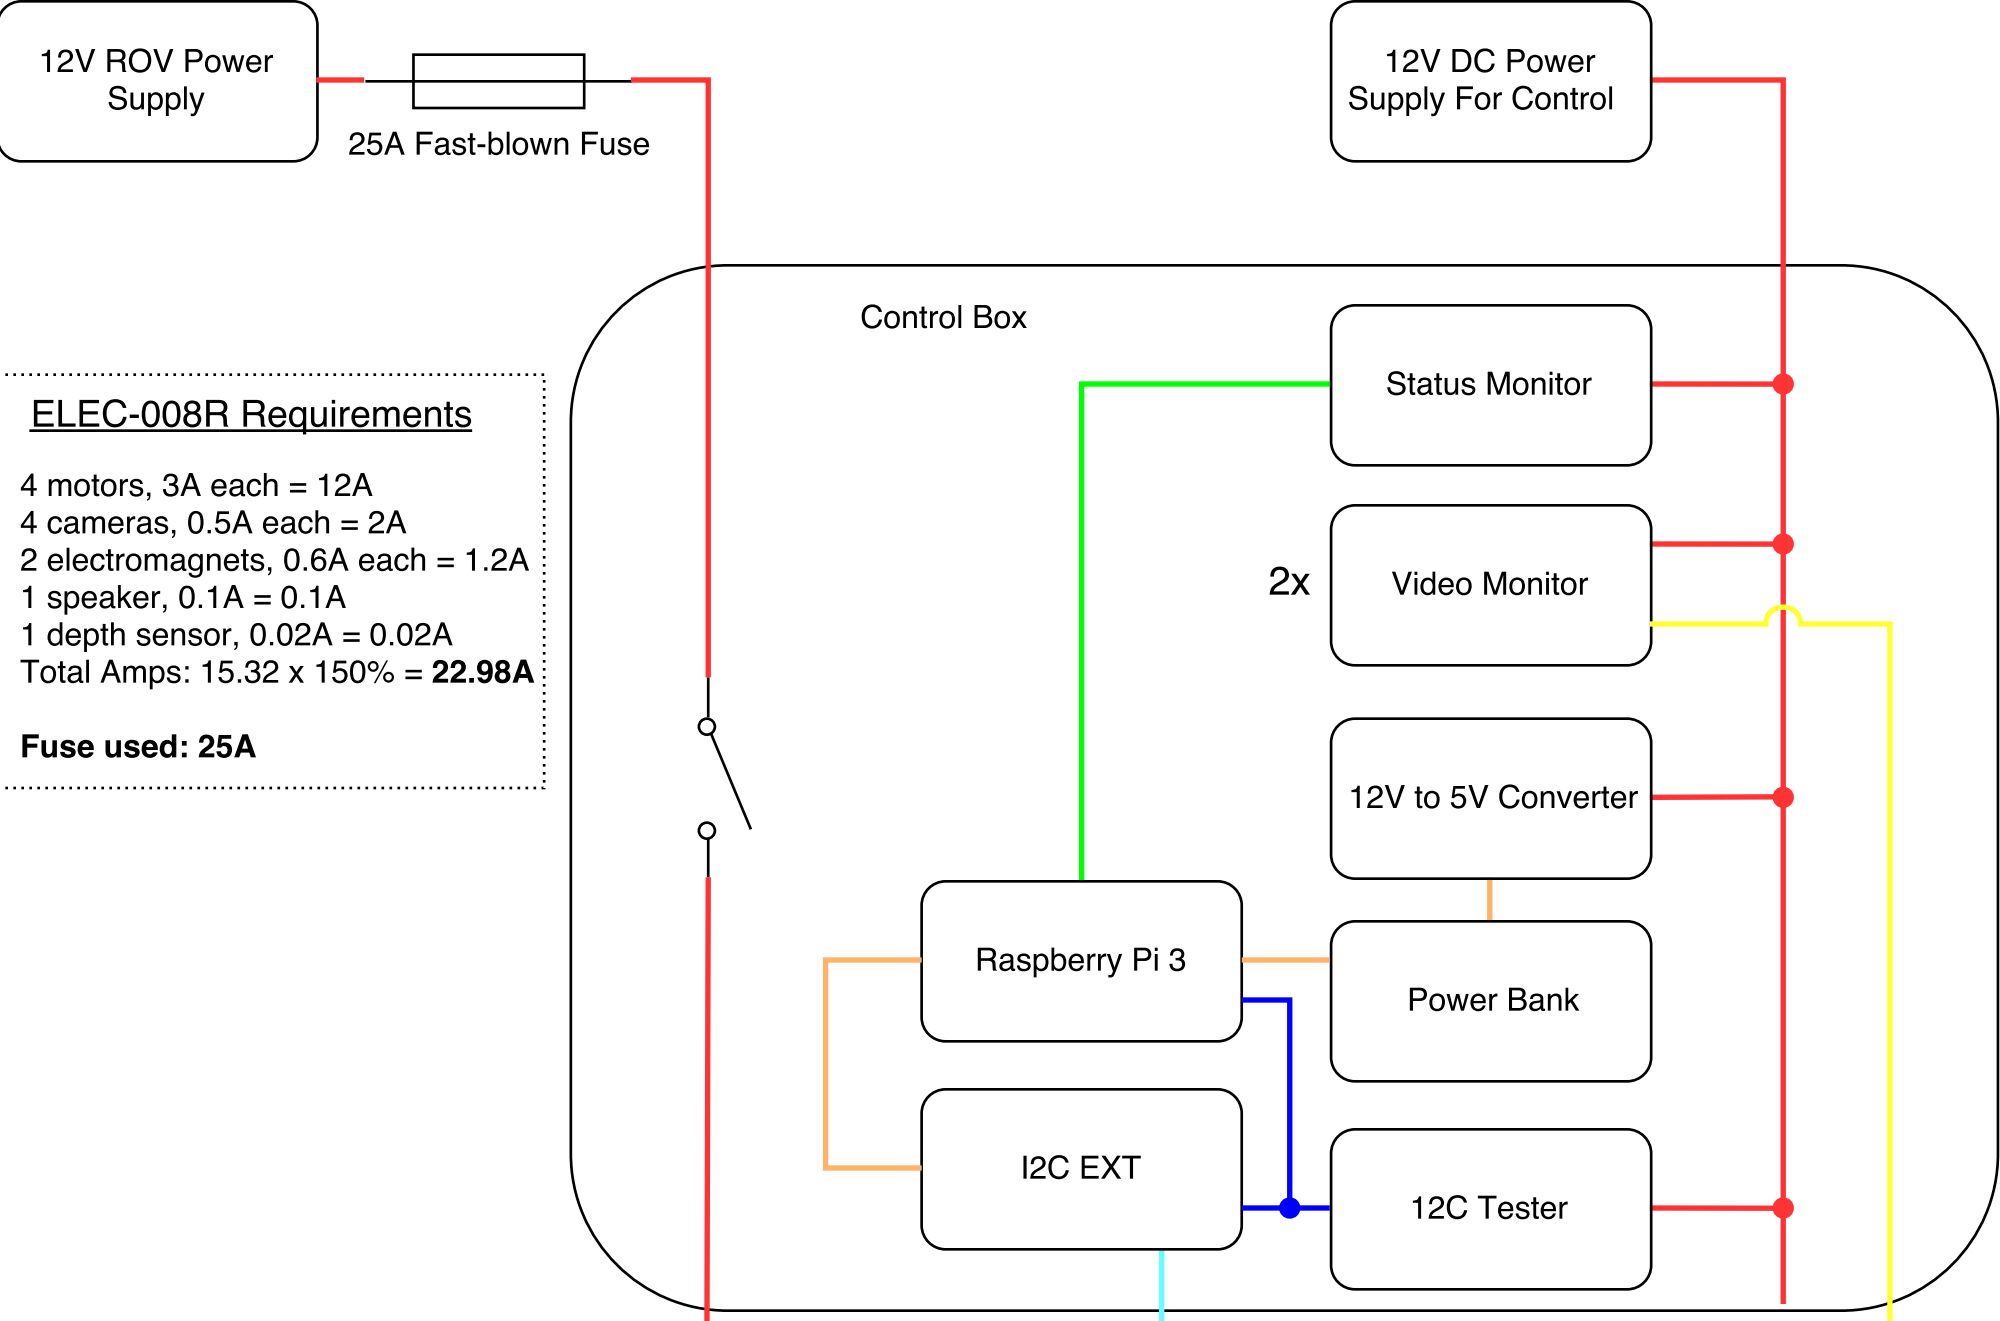 12V ROV Power
Supply
25A Fast-blown Fuse
12V DC Power
Supply For Control
Control Box
ELEC-008R Requirements
4 motors, 3A each = 12A
4 cameras, 0.5A each = 2A
2 electromagnets, 0.6A each = 1.2A
1 speaker, 0.1A = 0.1A
1 depth sensor, 0.02A = 0.02A
Total Amps: 15.32 x 150% = 22.98A
Fuse used: 25A
Status Monitor
2x
Video Monitor
12V to 5V Converter
Raspberry Pi 3
Power Bank
I2C EXT
12C Tester